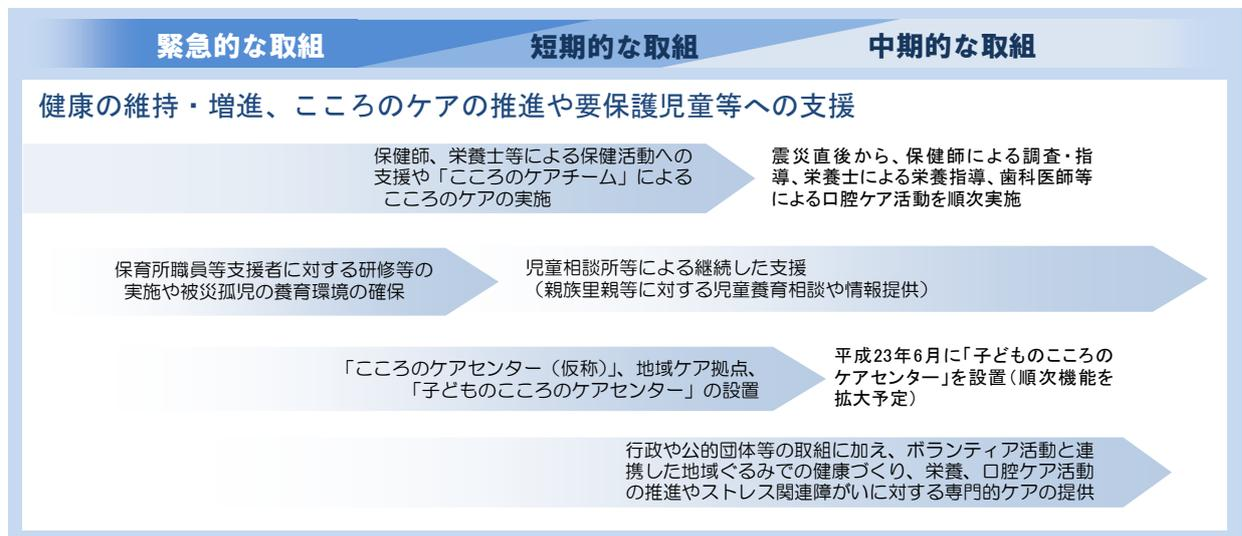 緊急的な取組
短期的な取組
中期的な取組
健康の維持・増進、こころのケアの推進や要保護児童等への支援
保健師、栄養士等による保健活動への
支援や「こころのケアチーム」による
こころのケアの実施
震災直後から、保健師による調査・指
導、栄養士による栄養指導、歯科医師等
による口腔ケア活動を順次実施
保育所職員等支援者に対する研修等の
実施や被災孤児の養育環境の確保
児童相談所等による継続した支援
（親族里親等に対する児童養育相談や情報提供）
「こころのケアセンター（仮称）」、地域ケア拠点、
「子どものこころのケアセンター」の設置
平成23年6月に「子どものこころの
ケアセンター」を設置（順次機能を
拡大予定）
行政や公的団体等の取組に加え、ボランティア活動と連
携した地域ぐるみでの健康づくり、栄養、口腔ケア活動
の推進やストレス関連障がいに対する専門的ケアの提供